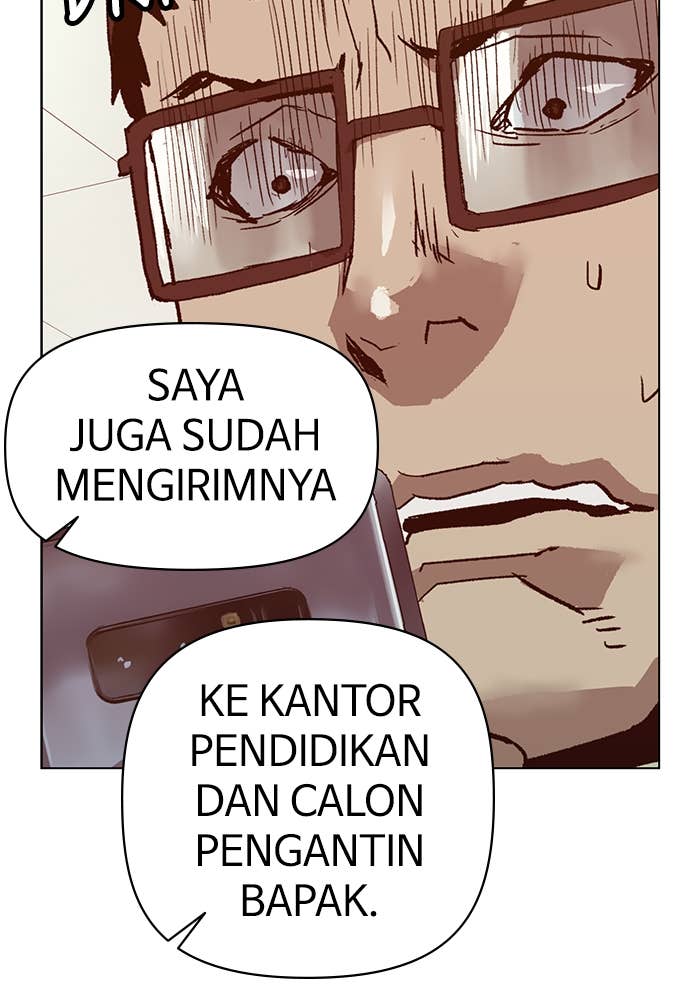 SAYA
JUGA SUDAH
MENGIRIMNYA
KE KANTOR
PENDIDIKAN
DAN CALON
PENGANTIN
BAPAK.